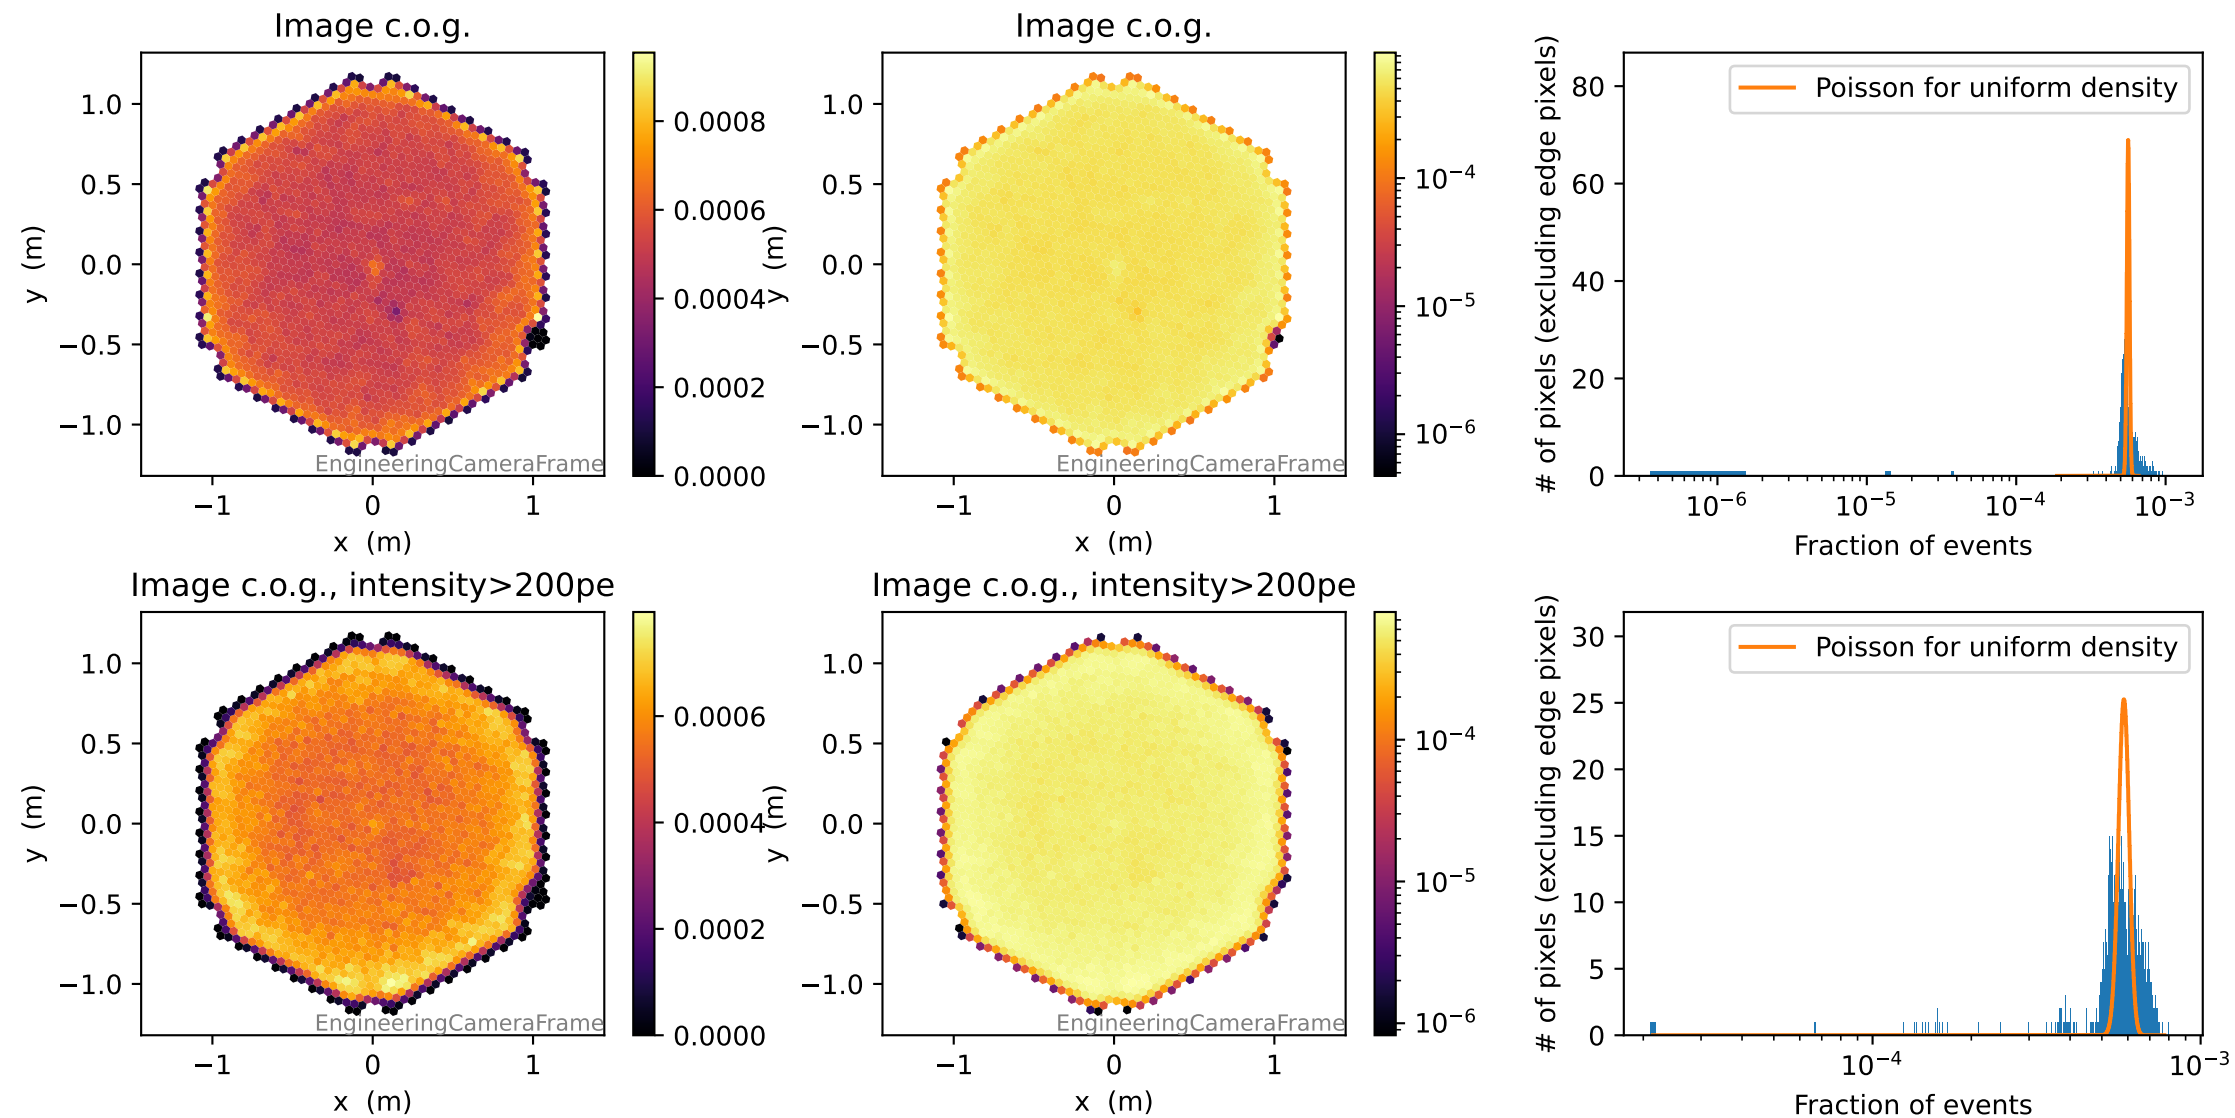 Image c.o.g.
1.0
0.5
0.0
−0.5
−1.0
y (m)
−1
0
1
x (m)
EngineeringCameraFrame
0.0008
0.0006
0.0004
0.0002
0.0000
Image c.o.g.
1.0
0.5
0.0
−0.5
−1.0
y (m)
−1
0
1
x (m)
EngineeringCameraFrame
10⁻⁴
10⁻⁵
10⁻⁶
# of pixels (excluding edge pixels)
80
60
40
20
0
Poisson for uniform density
10⁻⁶
10⁻⁵
10⁻⁴
10⁻³
Fraction of events
Image c.o.g., intensity>200pe
1.0
0.5
0.0
−0.5
−1.0
y (m)
−1
0
1
x (m)
EngineeringCameraFrame
0.0006
0.0004
0.0002
0.0000
Image c.o.g., intensity>200pe
1.0
0.5
0.0
−0.5
−1.0
y (m)
−1
0
1
x (m)
EngineeringCameraFrame
10⁻⁴
10⁻⁵
10⁻⁶
# of pixels (excluding edge pixels)
30
25
20
15
10
5
0
Poisson for uniform density
10⁻⁴
10⁻³
Fraction of events